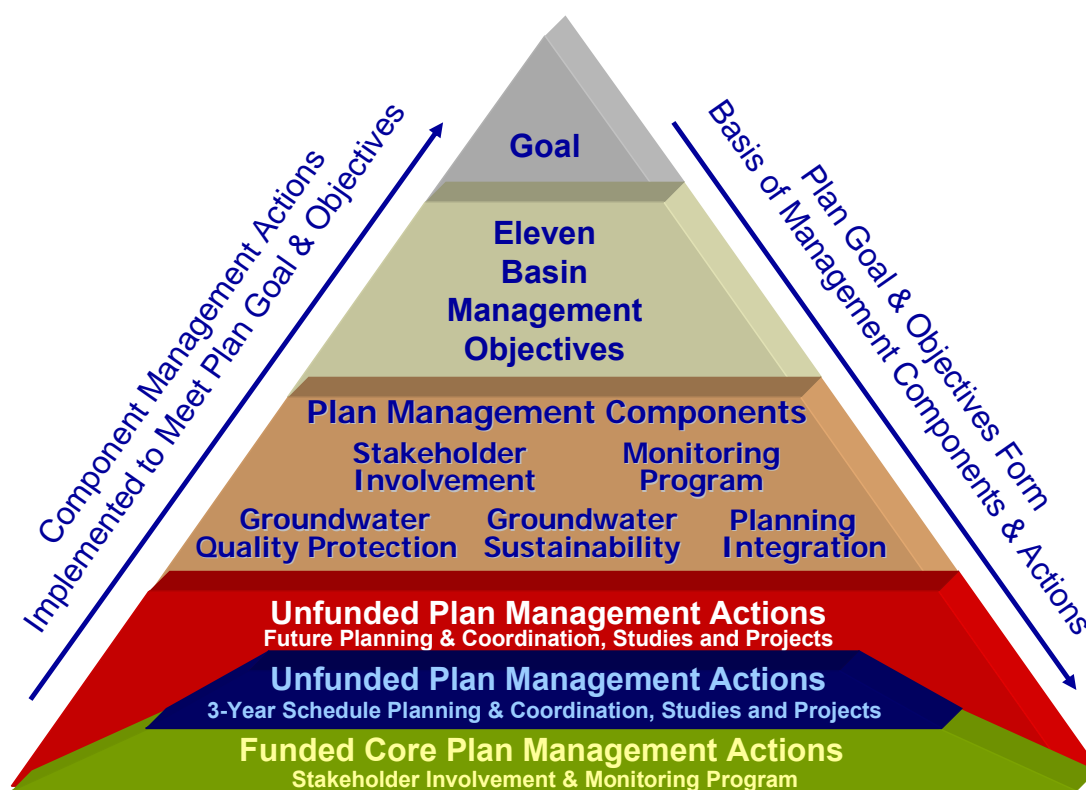 Component Management Actions
Implemented to Meet Plan Goal & Objectives
Plan Goal & Objectives Form
Basis of Management Components & Actions
Goal
Eleven
Basin
Management
Objectives
Plan Management Components
Stakeholder
Involvement
Monitoring
Program
Groundwater
Quality Protection
Groundwater
Sustainability
Planning
Integration
Unfunded Plan Management Actions
Future Planning & Coordination, Studies and Projects
Unfunded Plan Management Actions
3-Year Schedule Planning & Coordination, Studies and Projects
Funded Core Plan Management Actions
Stakeholder Involvement & Monitoring Program